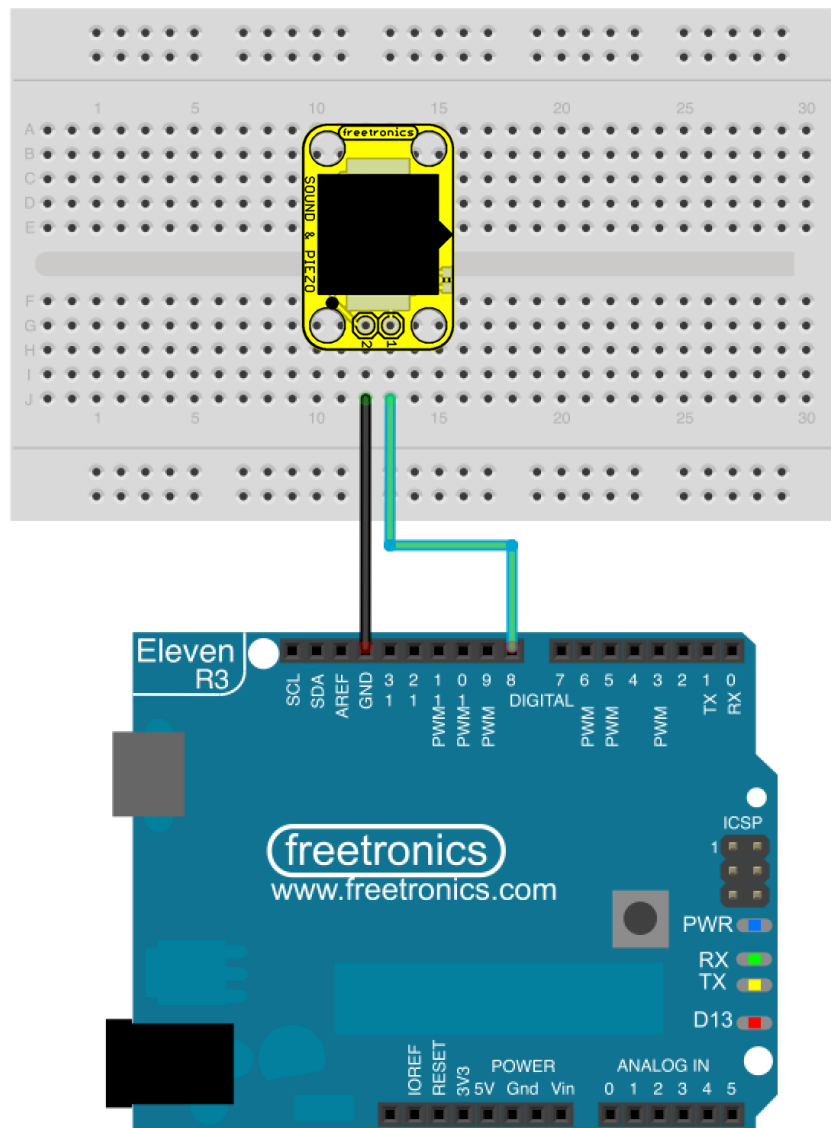 1 5 10 15 20 25 30
A
B
C
D
E
F
G
H
I
J
freetronics
SOUND & PIEZO
2 1
1 5 10 15 20 25 30
Eleven
R3
SCL
SDA
AREF
GND
13
12
PWM 11
PWM 10
PWM 9
8
DIGITAL
7
PWM 6
PWM 5
4
PWM 3
2
TX 1
RX 0
freetronics
www.freetronics.com
ICSP
1
PWR
RX
TX
D13
POWER
IOREF
RESET
3V3
5V Gnd Vin
ANALOG IN
0 1 2 3 4 5